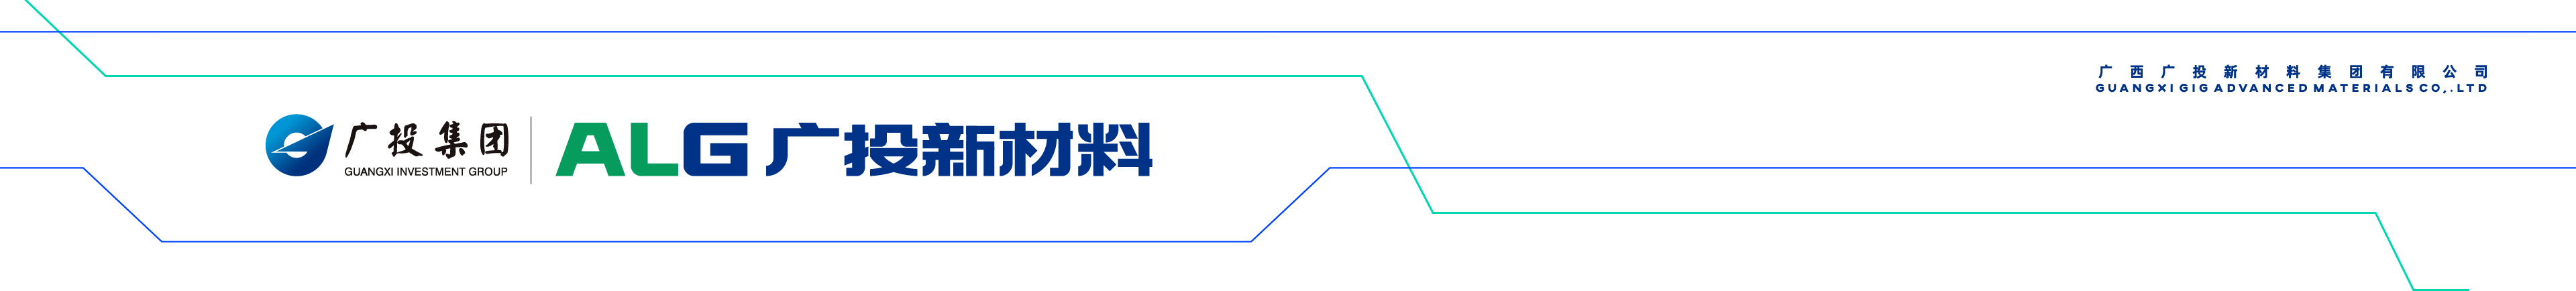 广投集团
GUANGXI INVESTMENT GROUP
ALG 广投新材料
广西广投新材料集团有限公司
GUANGXI GIG ADVANCED MATERIALS CO,. LTD